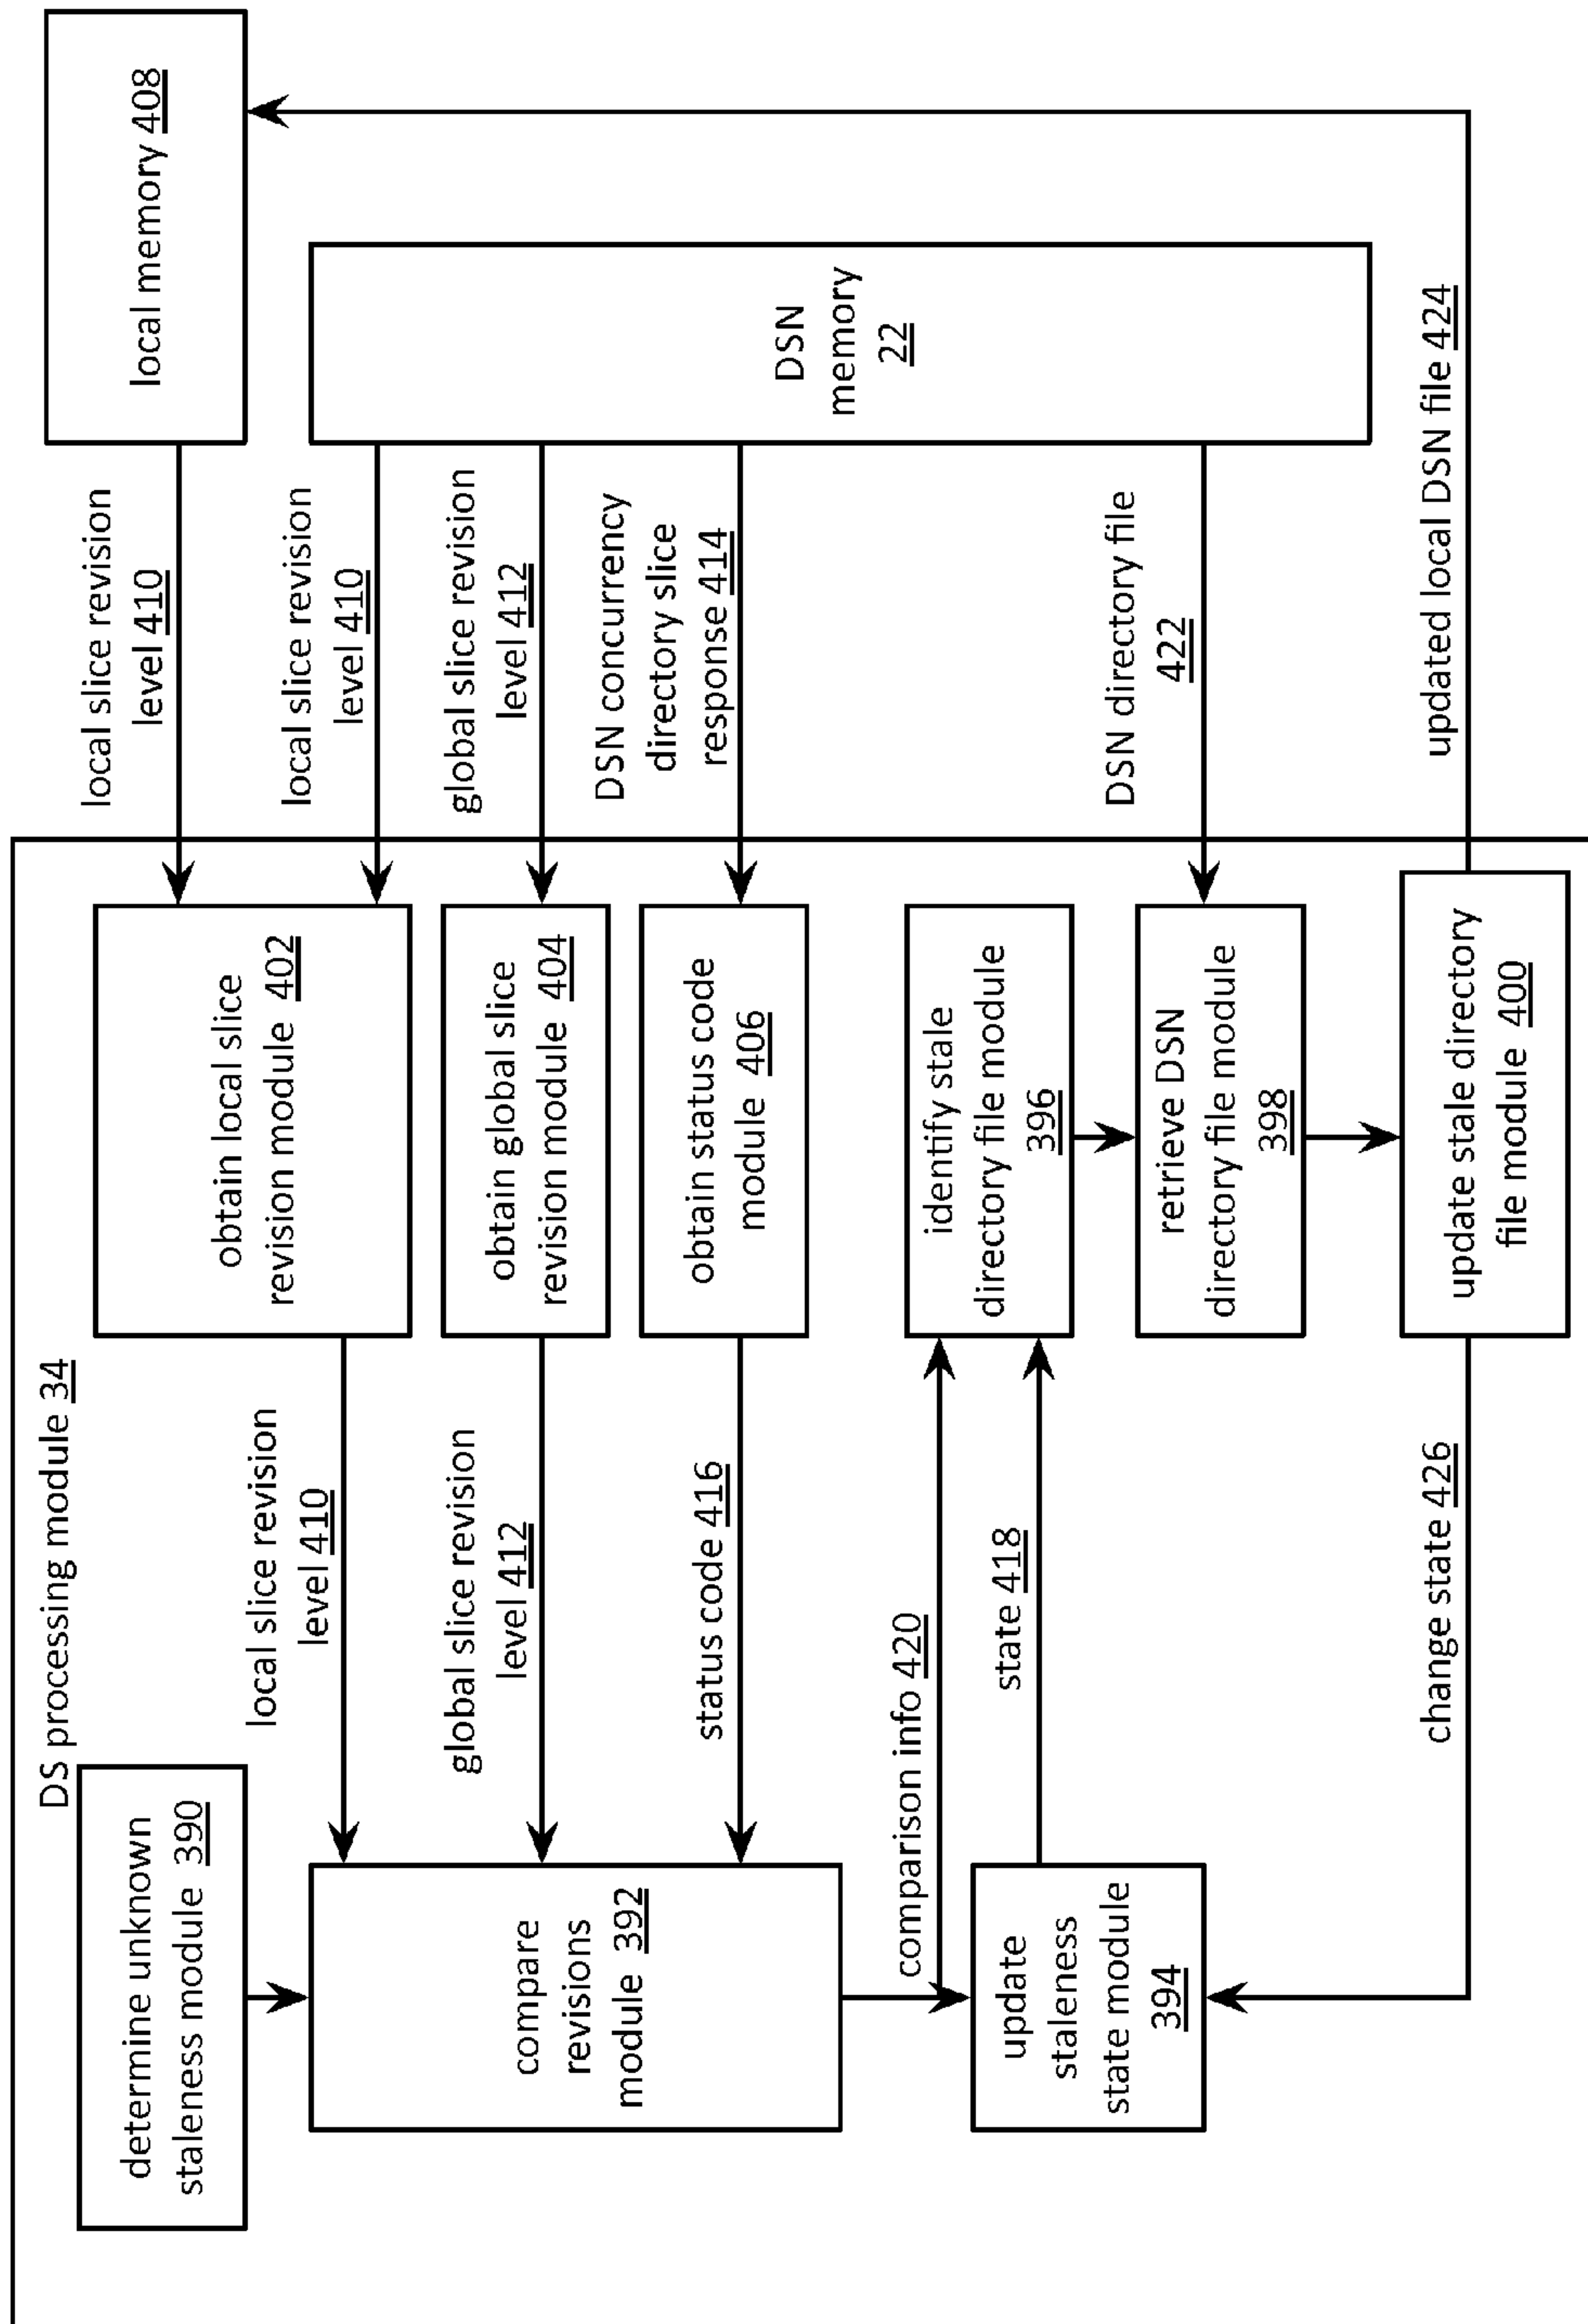 DS processing module 34
determine unknown
staleness module 390
compare
revisions
module 392
update
staleness
state module
394
local slice revision
level 410
global slice revision
level 412
status code 416
comparison info 420
state 418
change state 426
obtain local slice
revision module 402
obtain global slice
revision module 404
obtain status code
module 406
identify stale
directory file module
396
retrieve DSN
directory file module
398
update stale directory
file module 400
local slice revision
level 410
local slice revision
level 410
global slice revision
level 412
DSN concurrency
directory slice
response 414
DSN directory file
422
updated local DSN file 424
local memory 408
DSN
memory
22